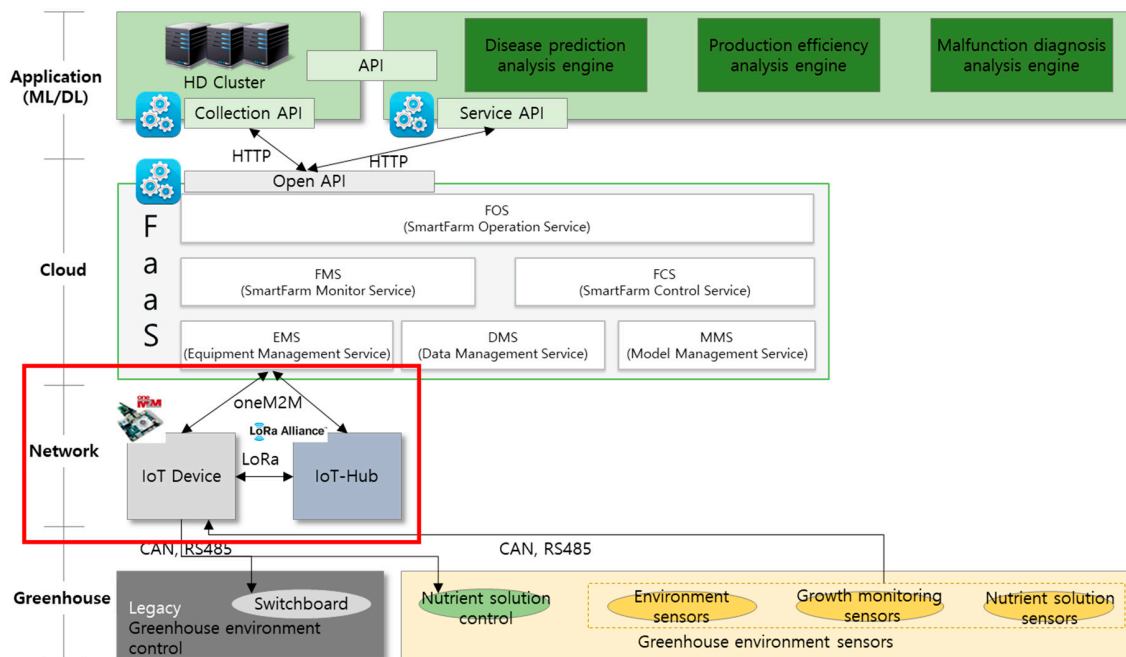 Application
(ML/DL)
HD Cluster
API
Disease prediction
analysis engine
Production efficiency
analysis engine
Malfunction diagnosis
analysis engine
Collection API
Service API
HTTP
HTTP
Open API
Cloud
F
a
a
S
FOS
(SmartFarm Operation Service)
FMS
(SmartFarm Monitor Service)
FCS
(SmartFarm Control Service)
EMS
(Equipment Management Service)
DMS
(Data Management Service)
MMS
(Model Management Service)
Network
one
M2M
oneM2M
LoRa Alliance
LoRa
IoT Device
IoT-Hub
CAN, RS485
CAN, RS485
Greenhouse
Legacy
Greenhouse environment
control
Switchboard
Nutrient solution
control
Environment
sensors
Growth monitoring
sensors
Nutrient solution
sensors
Greenhouse environment sensors